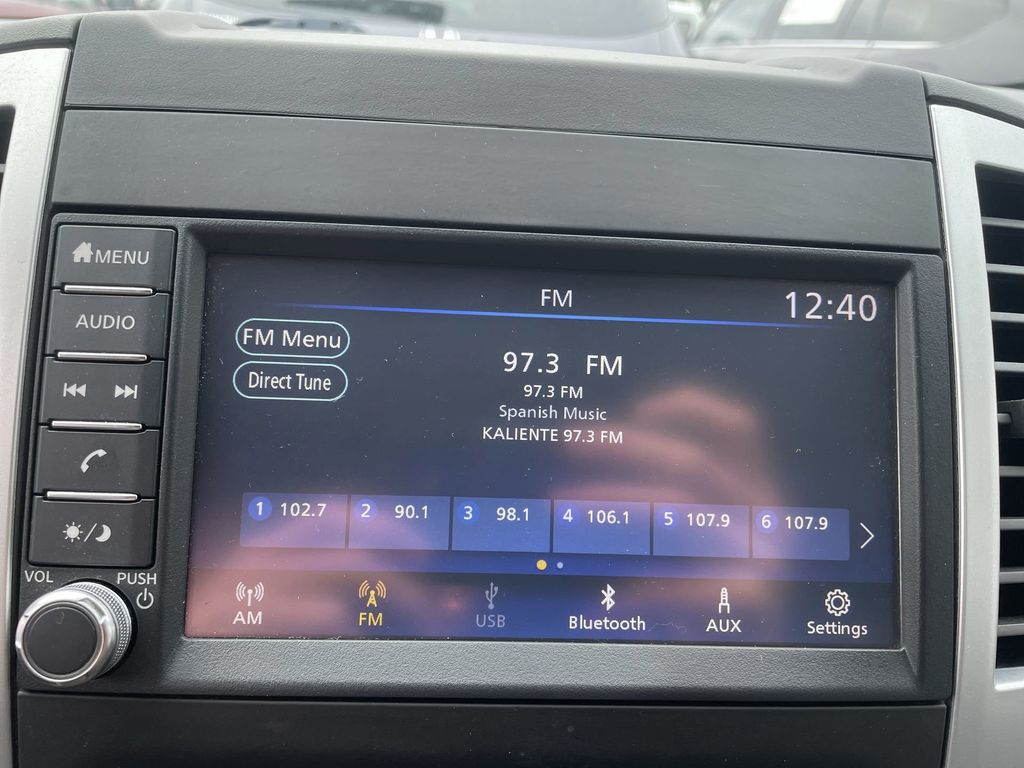 MENU
AUDIO
VOL
PUSH
FM
12:40
FM Menu
Direct Tune
97.3 FM
97.3 FM
Spanish Music
KALIENTE 97.3 FM
1 102.7
2 90.1
3 98.1
4 106.1
5 107.9
6 107.9
AM
FM
USB
Bluetooth
AUX
Settings